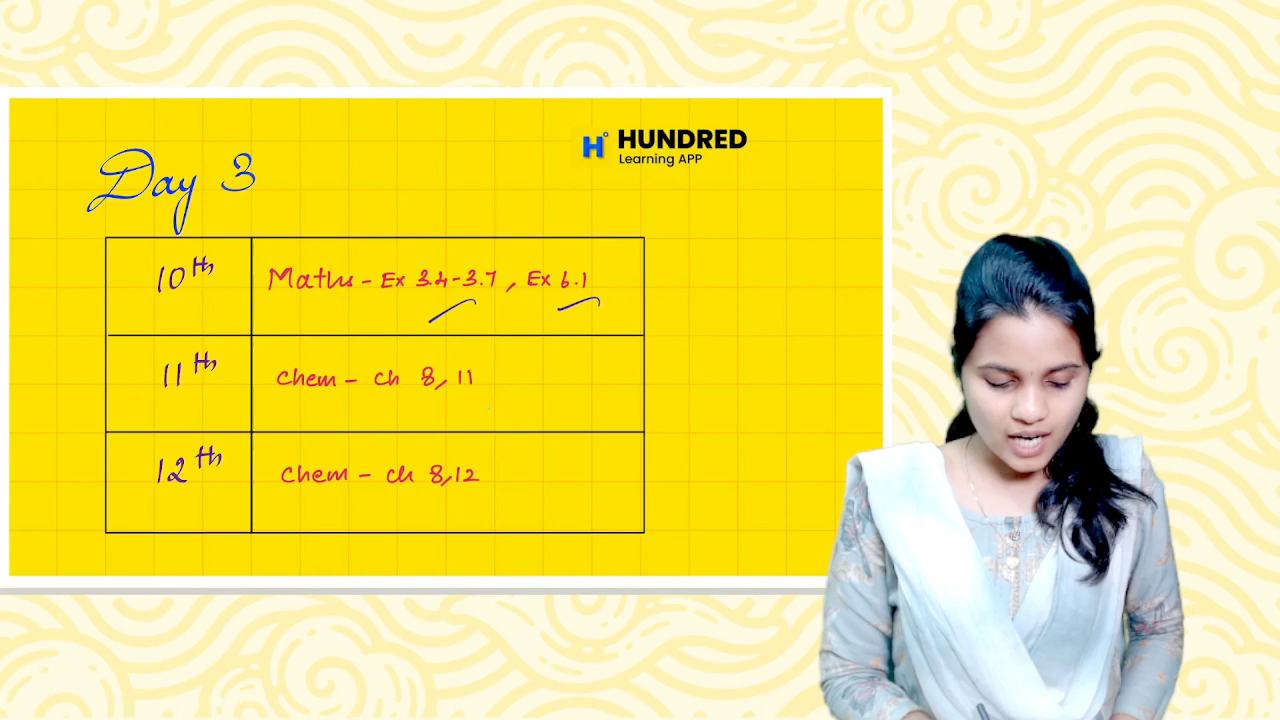 HUNDRED
Learning APP
Day 3
10th Maths - Ex 3.4-3.7, Ex 6.1
11th Chem - Ch 8, 11
12th Chem - Ch 8,12